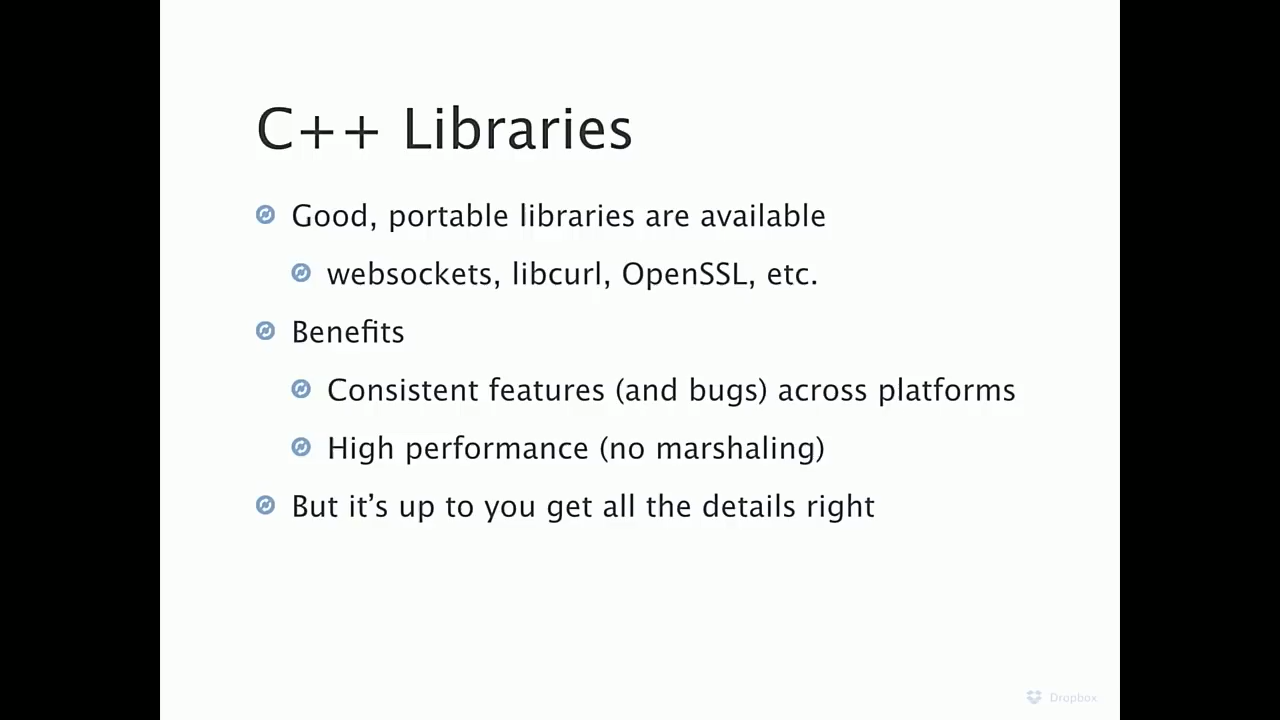 C++ Libraries
Good, portable libraries are available
websockets, libcurl, OpenSSL, etc.
Benefits
Consistent features (and bugs) across platforms
High performance (no marshaling)
But it’s up to you get all the details right
Dropbox